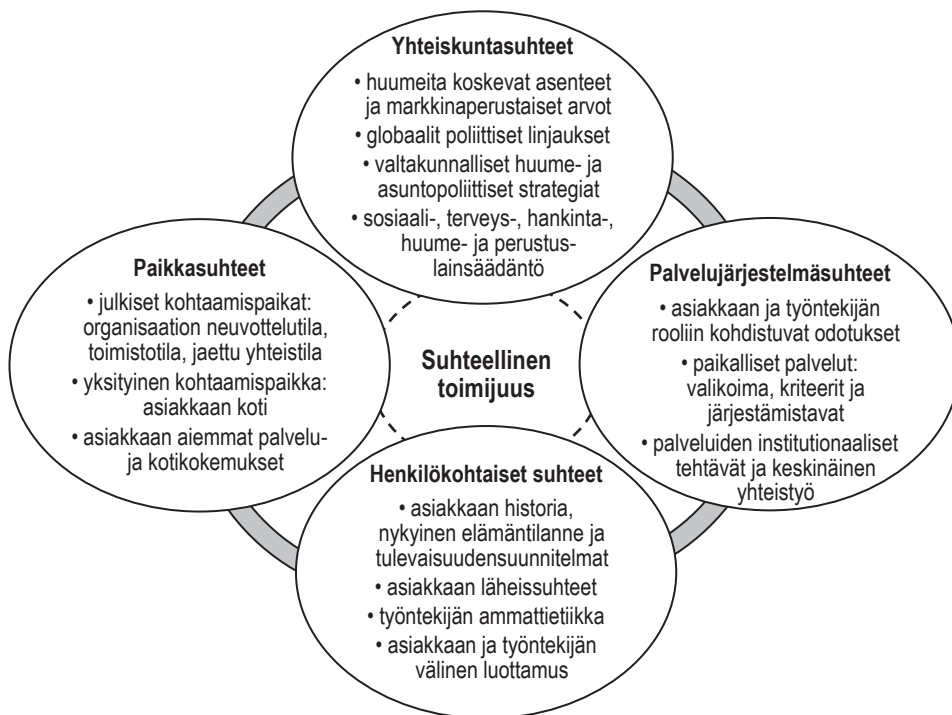 Yhteiskuntasuhteet
• huumeita koskevat asenteet
ja markkinaperustaiset arvot
• globaalit poliittiset linjaukset
• valtakunnalliset huume- ja
asuntopoliittiset strategiat
• sosiaali-, terveys-, hankinta-,
huume- ja perustus-
lainsäädäntö
Paikkasuhteet
• julkiset kohtaamispaikat:
organisaation neuvottelutila,
toimistotila, jaettu yhteistila
• yksityinen kohtaamispaikka:
asiakkaan koti
• asiakkaan aiemmat palvelu-
ja kotikokemukset
Suhteellinen
toimijuus
Palvelujärjestelmäsuhteet
• asiakkaan ja työntekijän
rooliin kohdistuvat odotukset
• paikalliset palvelut:
valikoima, kriteerit ja
järjestämistavat
• palveluiden institutionaaliset
tehtävät ja keskinäinen
yhteistyö
Henkilökohtaiset suhteet
• asiakkaan historia,
nykyinen elämäntilanne ja
tulevaisuudensuunnitelmat
• asiakkaan läheissuhteet
• työntekijän ammattietiikka
• asiakkaan ja työntekijän
välinen luottamus